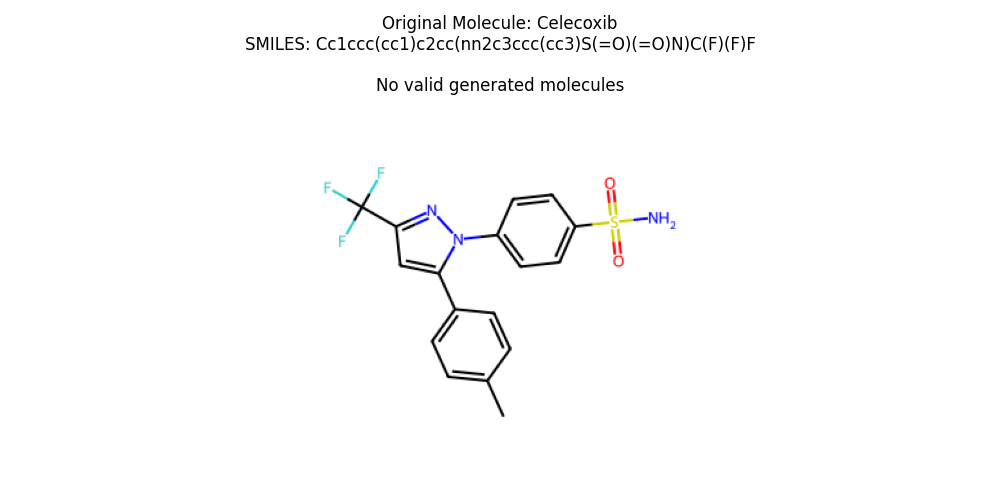 Original Molecule: Celecoxib
SMILES: Cc1ccc(cc1)c2cc(nn2c3ccc(cc3)S(=O)(=O)N)C(F)(F)F
No valid generated molecules
F
F
O
N
NH2
S
N
F
O